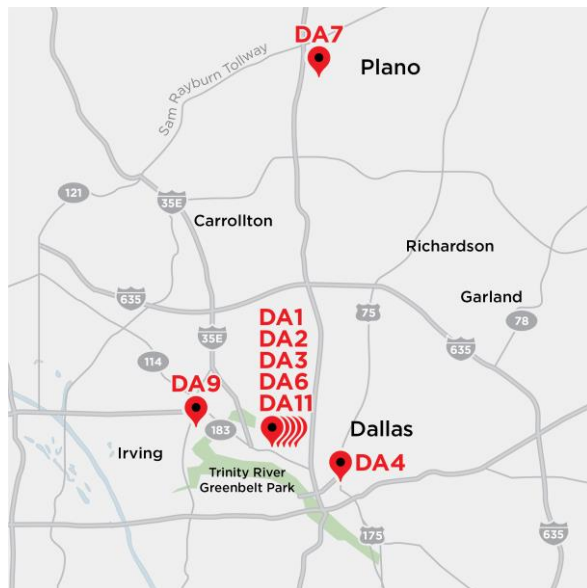 DA7
Plano
Sam Rayburn Tollway
121
35E
Carrollton
Richardson
Garland
635
35E
75
78
635
114
DA1
DA2
DA3
DA6
DA11
DA9
183
Irving
Dallas
DA4
Trinity River
Greenbelt Park
175
635